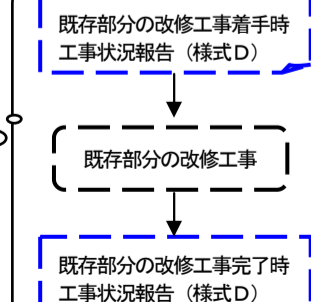 既存部分の改修工事着手時
工事状況報告（様式Ｄ）
既存部分の改修工事
既存部分の改修工事完了時
工事状況報告（様式Ｄ）